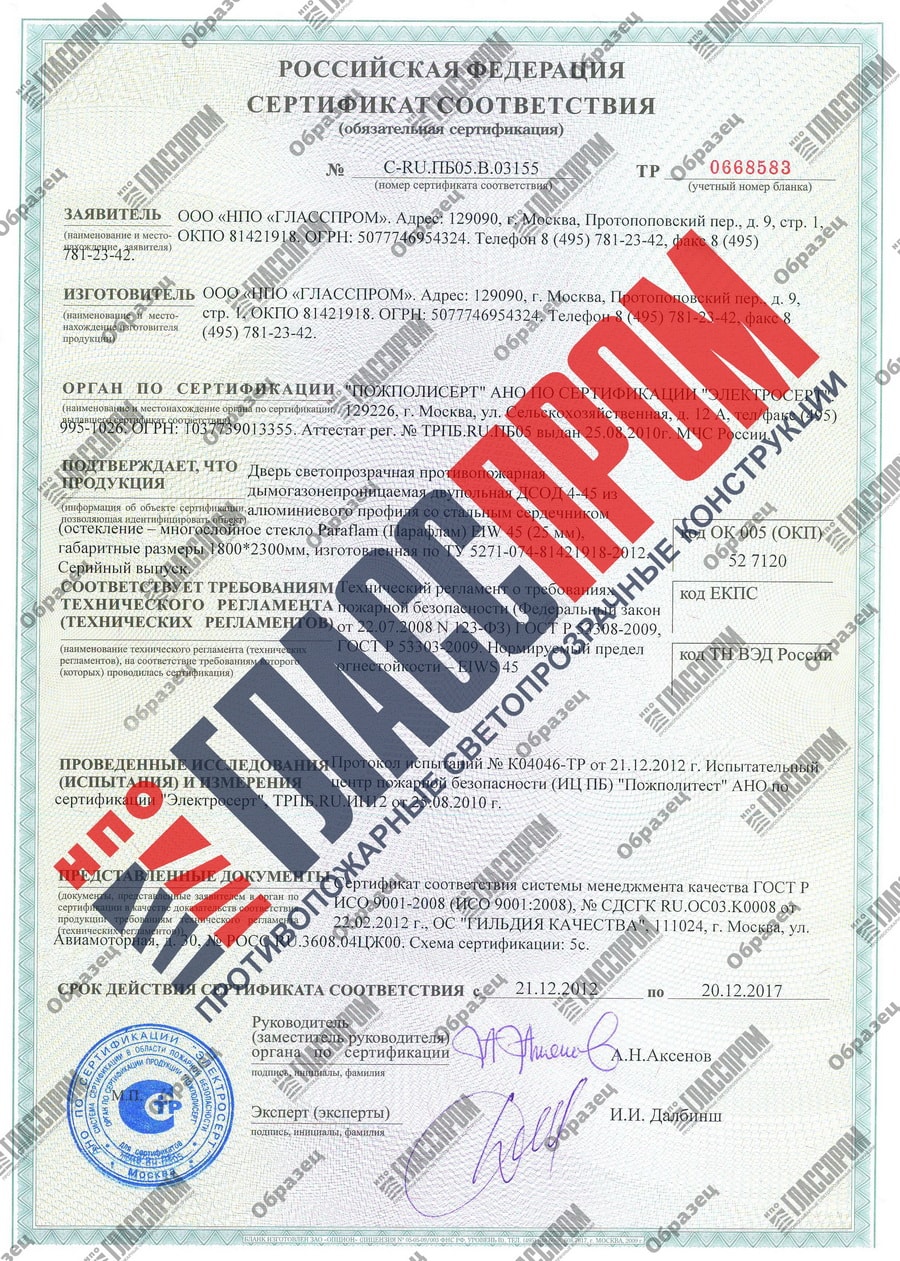 РОССИЙСКАЯ ФЕДЕРАЦИЯ
СЕРТИФИКАТ СООТВЕТСТВИЯ
(обязательная сертификация)
№ C-RU.ПБ05.В.03155 ТР 0668583
(номер сертификата соответствия) (учетный номер бланка)
ЗАЯВИТЕЛЬ ООО «НПО «ГЛАССПРОМ». Адрес: 129090, г. Москва, Протопоповский пер., д. 9, стр. 1,
(наименование и место- ОКПО 81421918. ОГРН: 5077746954324. Телефон 8 (495) 781-23-42, факс 8 (495)
нахождение заявителя)
781-23-42.
ИЗГОТОВИТЕЛЬ ООО «НПО «ГЛАССПРОМ». Адрес: 129090, г. Москва, Протопоповский пер., д. 9,
(наименование и место- стр. 1, ОКПО 81421918. ОГРН: 5077746954324. Телефон 8 (495) 781-23-42, факс 8
нахождение изготовителя (495) 781-23-42.
продукции)
ОРГАН ПО СЕРТИФИКАЦИИ "ПОЖПОЛИСЕРТ" АНО ПО СЕРТИФИКАЦИИ "ЭЛЕКТРОСЕРТ"
(наименование и местонахождение органа по сертификации, 129226, г. Москва, ул. Сельскохозяйственная, д. 12 А, тел/факс (495)
выдавшего сертификат соответствия)
995-1026. ОГРН: 1037739013355. Аттестат рег. № ТРПБ.RU.ПБ05 выдан 25.08.2010г. МЧС России.
ПОДТВЕРЖДАЕТ, ЧТО
ПРОДУКЦИЯ
Дверь светопрозрачная противопожарная
дымогазонепроницаемая двупольная ДСОД 4-45 из
(информация об объекте сертификации, алюминиевого профиля со стальным сердечником
позволяющая идентифицировать объект)
(остекление – многослойное стекло Paraflam (Парафлам) EIW 45 (25 мм),
габаритные размеры 1800*2300мм, изготовленная по ТУ 5271-074-81421918-2012.
Серийный выпуск.
код ОК 005 (ОКП)
52 7120
СООТВЕТСТВУЕТ ТРЕБОВАНИЯМ Технический регламент о требованиях
ТЕХНИЧЕСКОГО РЕГЛАМЕНТА пожарной безопасности (Федеральный закон
(ТЕХНИЧЕСКИХ РЕГЛАМЕНТОВ) от 22.07.2008 N 123-ФЗ) ГОСТ Р 53308-2009,
(наименование технического регламента (технических ГОСТ Р 53303-2009. Нормируемый предел
регламентов), на соответствие требованиям которого огнестойкости – EIWS 45
(которых) проводилась сертификация)
код ЕКПС
код ТН ВЭД России
ПРОВЕДЕННЫЕ ИССЛЕДОВАНИЯ Протокол испытаний № К04046-ТР от 21.12.2012 г. Испытательный
(ИСПЫТАНИЯ) И ИЗМЕРЕНИЯ центр пожарной безопасности (ИЦ ПБ) "Пожполитест" АНО по
сертификации "Электросерт", ТРПБ.RU.ИН12 от 25.08.2010 г.
ПРЕДСТАВЛЕННЫЕ ДОКУМЕНТЫ Сертификат соответствия системы менеджмента качества ГОСТ Р
(документы, представленные заявителем в орган по ИСО 9001-2008 (ИСО 9001:2008), № СДСГК RU.ОС03.К0008 от
сертификации в качестве доказательств соответствия
продукции требованиям технического регламента 22.02.2012 г., ОС "ГИЛЬДИЯ КАЧЕСТВА", 111024, г. Москва, ул.
(технических регламентов)
Авиамоторная, д. 30, № РОСС RU.3608.04ЦЖ00. Схема сертификации: 5с.
СРОК ДЕЙСТВИЯ СЕРТИФИКАТА СООТВЕТСТВИЯ с 21.12.2012 по 20.12.2017
Руководитель
(заместитель руководителя)
органа по сертификации А.Н.Аксенов
подпись, инициалы, фамилия
М.П.
Эксперт (эксперты) И.И. Далбинш
подпись, инициалы, фамилия
НПО ГЛАССПРОМ
ПРОТИВОПОЖАРНЫЕ СВЕТОПРОЗРАЧНЫЕ КОНСТРУКЦИИ
Образец
НПО ГЛАССПРОМ
ПО СЕРТИФИКАЦИИ "ЭЛЕКТРОСЕРТ"
для сертификатов
Москва